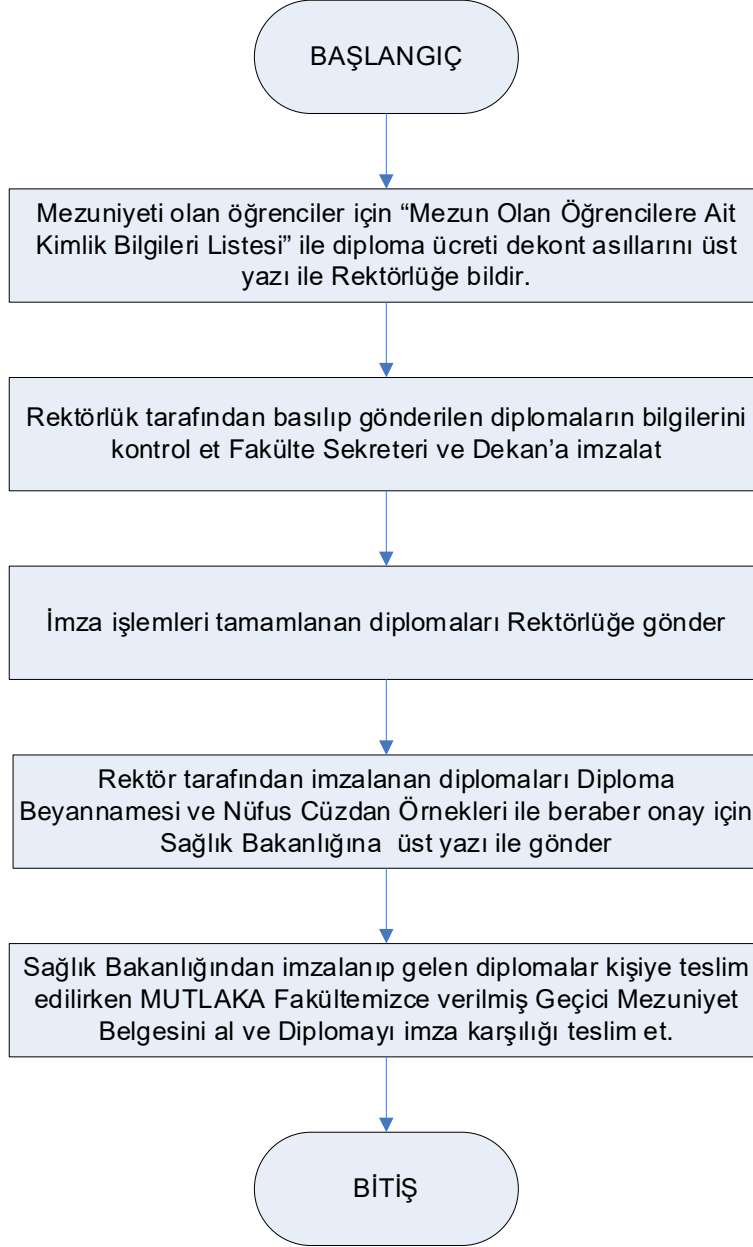 BAŞLANGIÇ
Mezuniyeti olan öğrenciler için “Mezun Olan Öğrencilere Ait
Kimlik Bilgileri Listesi” ile diploma ücreti dekont asıllarını üst
yazı ile Rektörlüğe bildir.
Rektörlük tarafından basılıp gönderilen diplomaların bilgilerini
kontrol et Fakülte Sekreteri ve Dekan’a imzalat
İmza işlemleri tamamlanan diplomaları Rektörlüğe gönder
Rektör tarafından imzalanan diplomaları Diploma
Beyannamesi ve Nüfus Cüzdan Örnekleri ile beraber onay için
Sağlık Bakanlığına üst yazı ile gönder
Sağlık Bakanlığından imzalanıp gelen diplomalar kişiye teslim
edilirken MUTLAKA Fakültemizce verilmiş Geçici Mezuniyet
Belgesini al ve Diplomayı imza karşılığı teslim et.
BİTİŞ